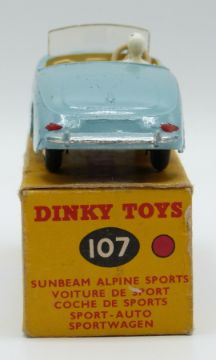 DINKY TOYS
107
SUNBEAM ALPINE SPORTS
VOITURE DE SPORT
COCHE DE SPORTS
SPORT-AUTO
SPORTWAGEN